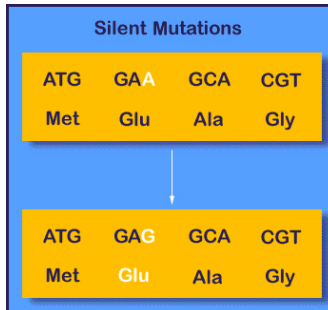 Silent Mutations
ATG GAA GCA CGT
Met Glu Ala Gly
ATG GAG GCA CGT
Met Glu Ala Gly